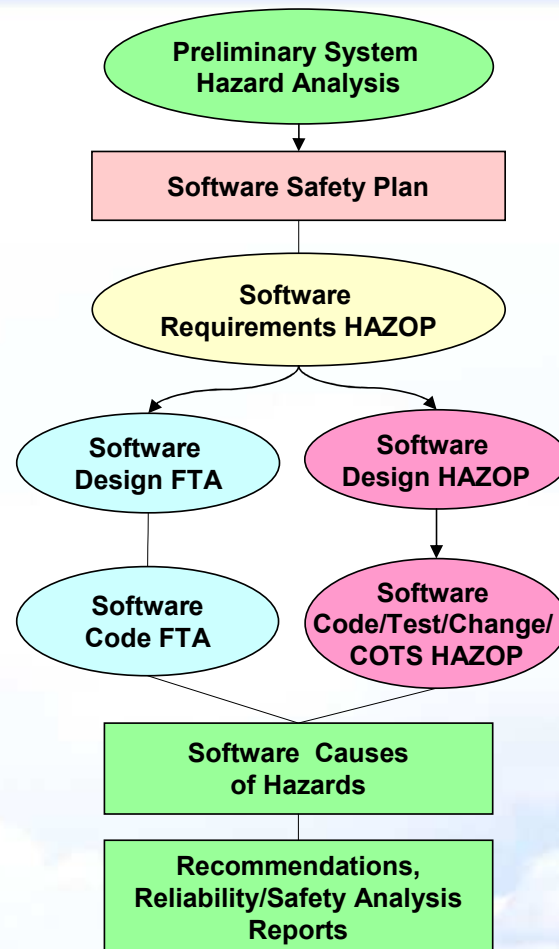 Preliminary System
Hazard Analysis
Software Safety Plan
Software
Requirements HAZOP
Software
Design FTA
Software
Design HAZOP
Software
Code FTA
Software
Code/Test/Change/
COTS HAZOP
Software Causes
of Hazards
Recommendations,
Reliability/Safety Analysis
Reports